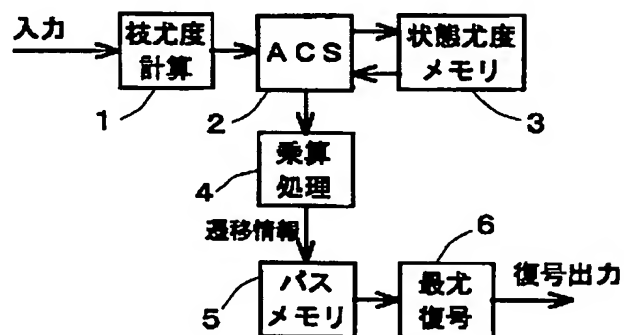 入力
枝尤度
計算
1
ACS
2
状態尤度
メモリ
3
乗算
処理
4
遷移情報
パス
メモリ
5
最尤
復号
6
復号出力